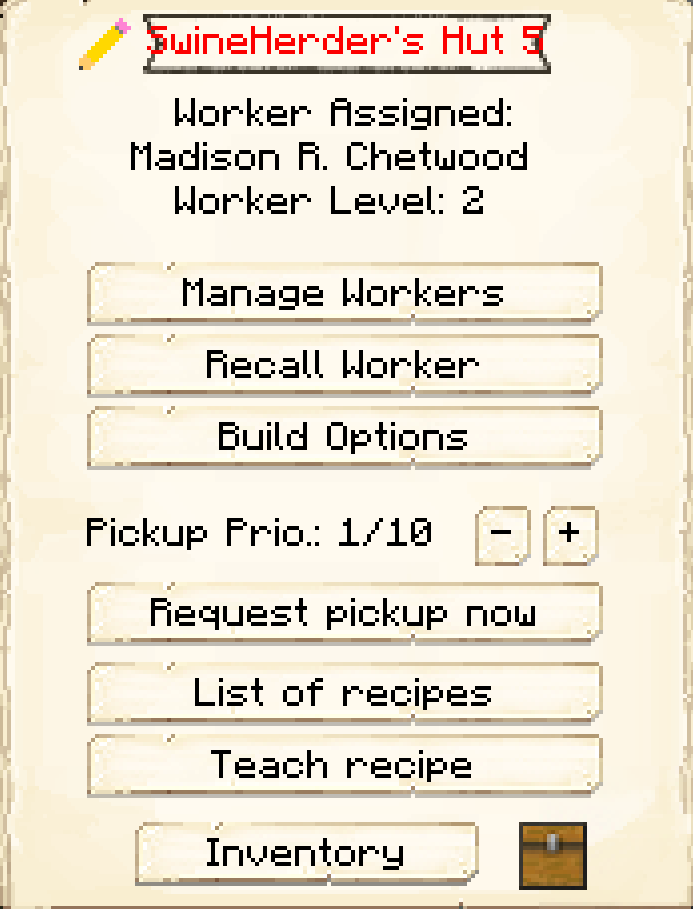 SwineHerder's Hut 5
Worker Assigned:
Madison R. Chetwood
Worker Level: 2
Manage Workers
Recall Worker
Build Options
Pickup Prio.: 1/10 - +
Request pickup now
List of recipes
Teach recipe
Inventory